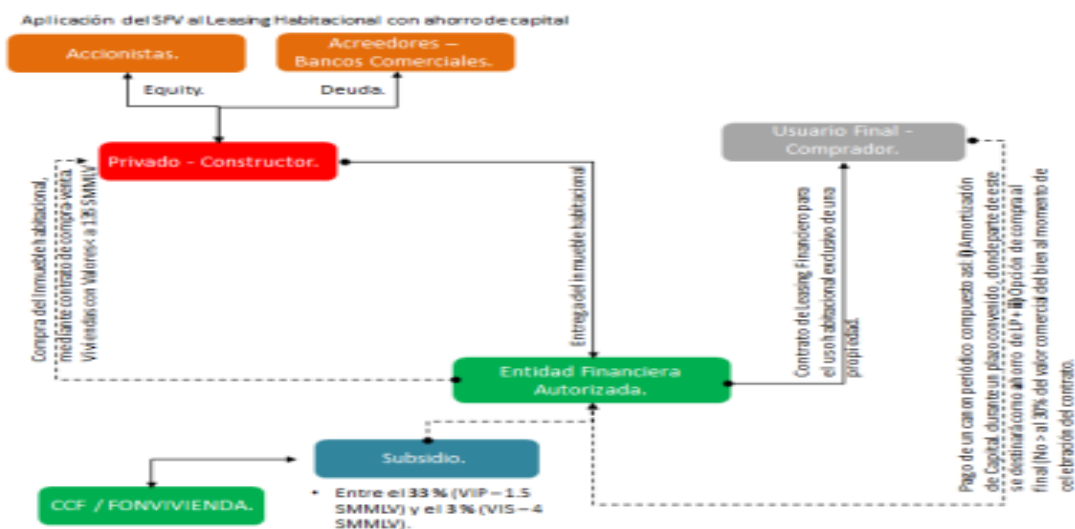 Aplicación del SFV al Leasing Habitacional con ahorro de capital
Accionistas.
Acreedores –
Bancos Comerciales.
Equity.
Deuda.
Privado - Constructor.
Usuario Final -
Comprador.
Compra del Inmueble habitacional,
mediante contrato de compra-venta.
Viviendas con Valores < a 135 SMMLV
Entrega del inmueble habitacional
Contrato de Leasing Financiero para
el uso habitacional exclusivo de una
propiedad.
Pago de un canon periódico compuesto así: i) Amortización
de Capital, durante un plazo convenido, donde parte de este
se destinará como ahorro de LP + ii) Opción de compra al
final (No > al 30% del valor comercial del bien al momento de
celebración del contrato.
Entidad Financiera
Autorizada.
Subsidio.
CCF / FONVIVIENDA.
• Entre el 33% (VIP – 1.5
SMMLV) y el 3% (VIS – 4
SMMLV).